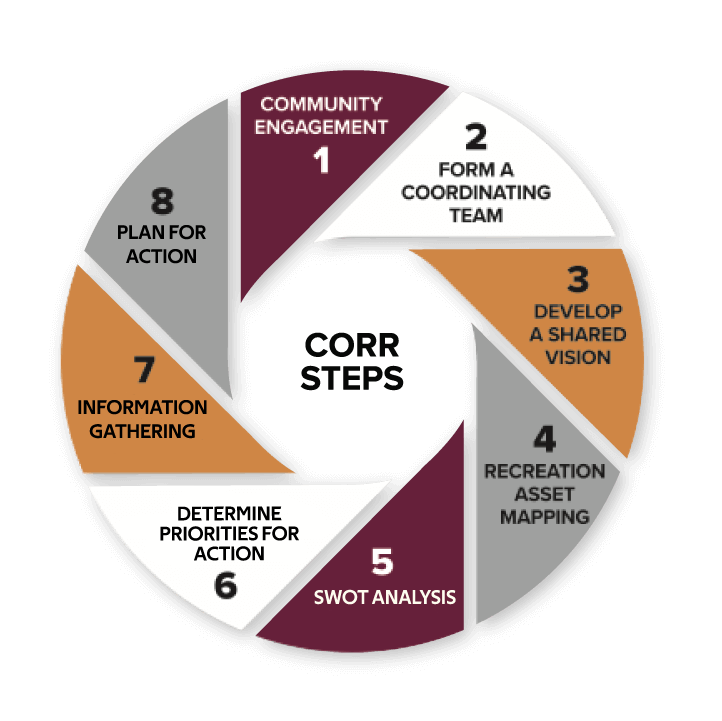 COMMUNITY
ENGAGEMENT
1
2
FORM A
COORDINATING
TEAM
3
DEVELOP
A SHARED
VISION
4
RECREATION
ASSET
MAPPING
5
SWOT ANALYSIS
DETERMINE
PRIORITIES FOR
ACTION
6
7
INFORMATION
GATHERING
8
PLAN FOR
ACTION
CORR
STEPS